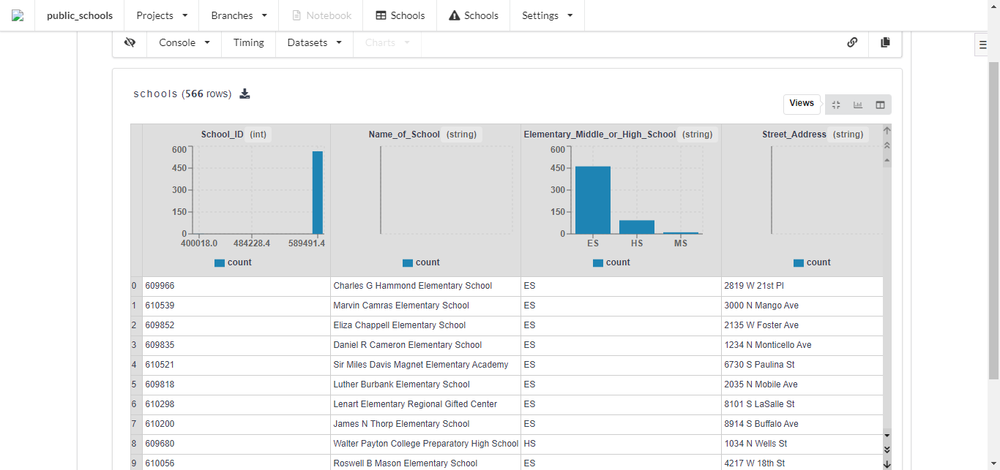 public_schools Projects Branches Notebook Schools Schools Settings
Console Timing Datasets Charts
schools (566 rows)
Views
School_ID (int) Name_of_School (string) Elementary_Middle_or_High_School (string) Street_Address (string)
600 600
450 450
300 300
150 150
0 0
400018.0 484228.4 589491.4 ES HS MS
count count count count
0 609966 Charles G Hammond Elementary School ES 2819 W 21st Pl
1 610539 Marvin Camras Elementary School ES 3000 N Mango Ave
2 609852 Eliza Chappell Elementary School ES 2135 W Foster Ave
3 609835 Daniel R Cameron Elementary School ES 1234 N Monticello Ave
4 610521 Sir Miles Davis Magnet Elementary Academy ES 6730 S Paulina St
5 609818 Luther Burbank Elementary School ES 2035 N Mobile Ave
6 610298 Lenart Elementary Regional Gifted Center ES 8101 S LaSalle St
7 610200 James N Thorp Elementary School ES 8914 S Buffalo Ave
8 609680 Walter Payton College Preparatory High School HS 1034 N Wells St
9 610056 Roswell B Mason Elementary School ES 4217 W 18th St